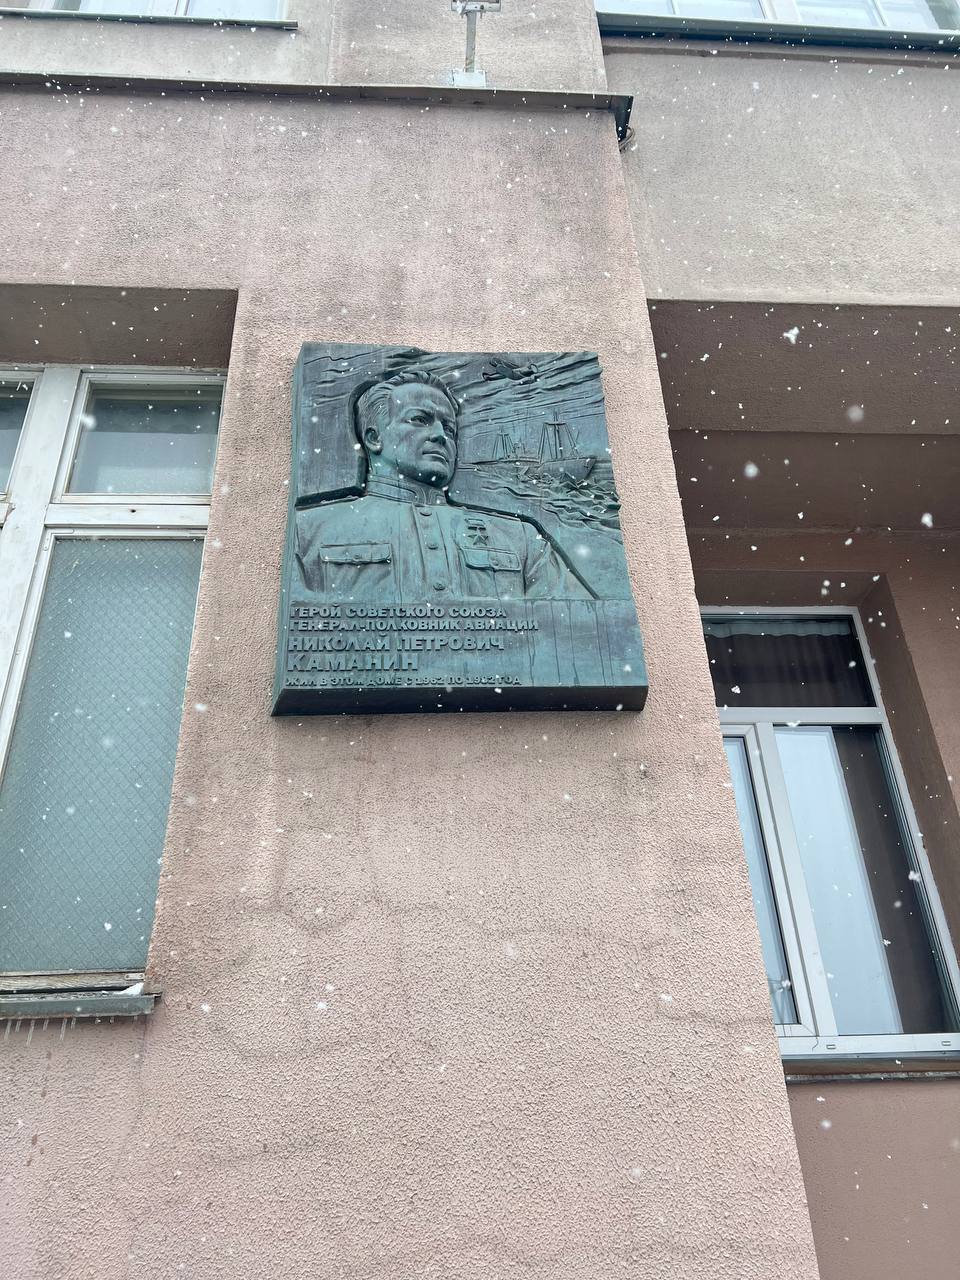 ГЕРОЙ СОВЕТСКОГО СОЮЗА
ГЕНЕРАЛ-ПОЛКОВНИК АВИАЦИИ
НИКОЛАЙ ПЕТРОВИЧ
КАМАНИН
ЖИЛ В ЭТОМ ДОМЕ С 1962 ПО 1982 ГОД